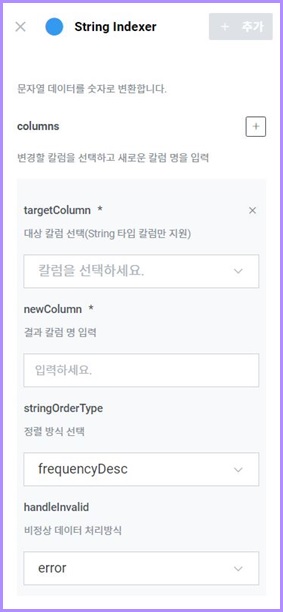 String Indexer
+ 추가
문자열 데이터를 숫자로 변환합니다.
columns
변경할 칼럼을 선택하고 새로운 칼럼 명을 입력
targetColumn *
대상 칼럼 선택(String 타입 칼럼만 지원)
칼럼을 선택하세요.
newColumn *
결과 칼럼 명 입력
입력하세요.
stringOrderType
정렬 방식 선택
frequencyDesc
handleInvalid
비정상 데이터 처리방식
error